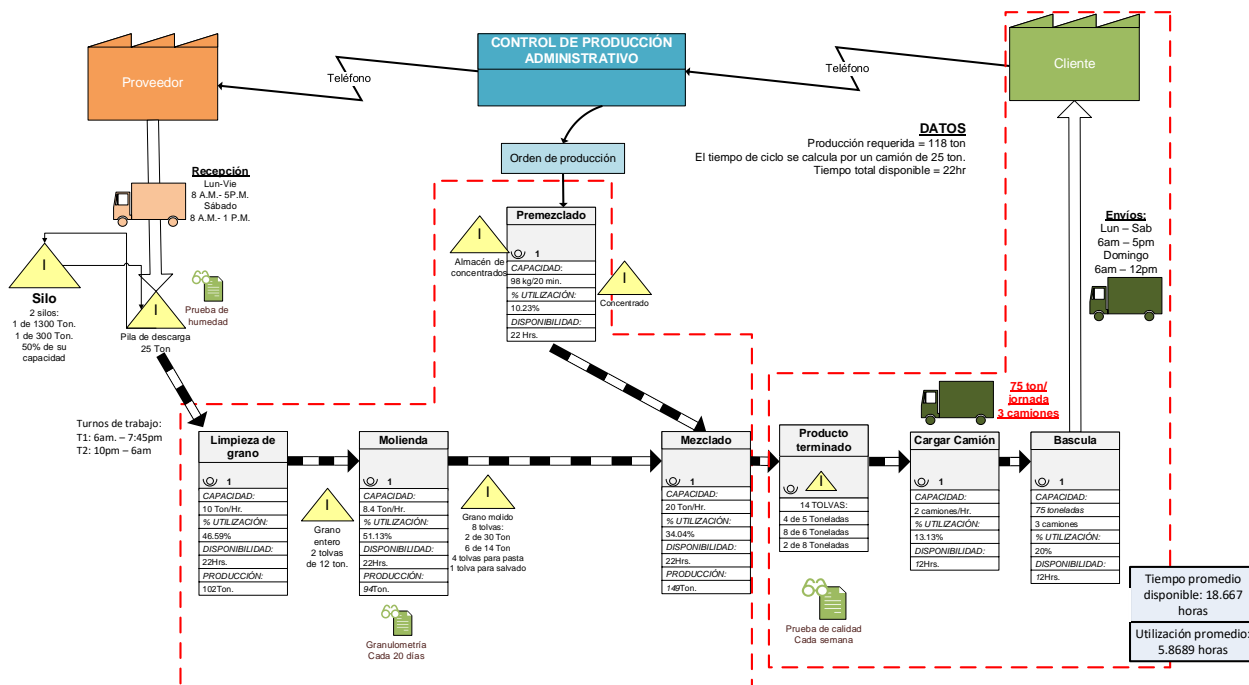 CONTROL DE PRODUCCIÓN
ADMINISTRATIVO
Proveedor
Teléfono
Teléfono
Cliente
DATOS
Producción requerida = 118 ton
El tiempo de ciclo se calcula por un camión de 25 ton.
Tiempo total disponible = 22hr
Orden de producción
Recepción
Lun-Vie
8 A.M.- 5P.M.
Sábado
8 A.M.- 1 P.M.
I
Silo
2 silos:
1 de 1300 Ton.
1 de 300 Ton.
50% de su
capacidad
I
Pila de descarga
25 Ton
Prueba de
humedad
I
Almacén de
concentrados
Premezclado
1
CAPACIDAD:
98 kg/20 min.
% UTILIZACIÓN:
10.23%
DISPONIBILIDAD:
22 Hrs.
I
Concentrado
Envíos:
Lun – Sab
6am – 5pm
Domingo
6am – 12pm
75 ton/
jornada
3 camiones
Turnos de trabajo:
T1: 6am. – 7:45pm
T2: 10pm – 6am
Limpieza de
grano
1
CAPACIDAD:
10 Ton/Hr.
% UTILIZACIÓN:
46.59%
DISPONIBILIDAD:
22Hrs.
PRODUCCIÓN:
102Ton.
I
Grano
entero
2 tolvas
de 12 ton.
Molienda
1
CAPACIDAD:
8.4 Ton/Hr.
% UTILIZACIÓN:
51.13%
DISPONIBILIDAD:
22Hrs.
PRODUCCIÓN:
94Ton.
Granulometría
Cada 20 días
I
Grano molido
8 tolvas:
2 de 30 Ton
6 de 14 Ton
4 tolvas para pasta
1 tolva para salvado
Mezclado
1
CAPACIDAD:
20 Ton/Hr.
% UTILIZACIÓN:
34.04%
DISPONIBILIDAD:
22Hrs.
PRODUCCIÓN:
149Ton.
Producto
terminado
I
14 TOLVAS:
4 de 5 Toneladas
8 de 6 Toneladas
2 de 8 Toneladas
Prueba de calidad
Cada semana
Cargar Camión
1
CAPACIDAD:
2 camiones/Hr.
% UTILIZACIÓN:
13.13%
DISPONIBILIDAD:
12Hrs.
Bascula
1
CAPACIDAD:
75 toneladas
3 camiones
% UTILIZACIÓN:
20%
DISPONIBILIDAD:
12Hrs.
Tiempo promedio
disponible: 18.667
horas
Utilización promedio:
5.8689 horas